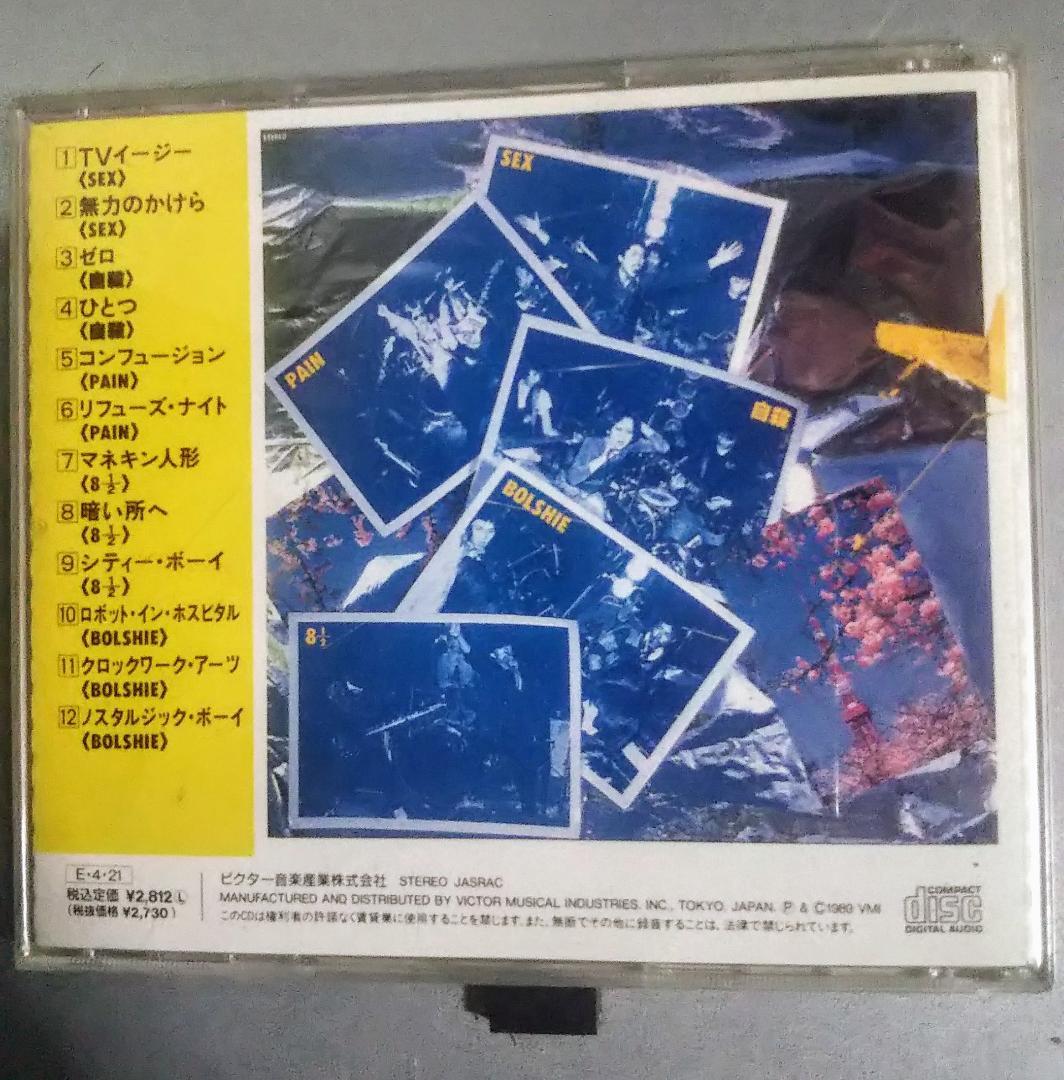 1 TVイージー
〈SEX〉
2 無力のかけら
〈SEX〉
3 ゼロ
〈自殺〉
4 ひとつ
〈自殺〉
5 コンフュージョン
〈PAIN〉
6 リフューズ・ナイト
〈PAIN〉
7 マネキン人形
〈8½〉
8 暗い所へ
〈8½〉
9 シティー・ボーイ
〈8½〉
10 ロボット・イン・ホスピタル
〈BOLSHIE〉
11 クロックワーク・アーツ
〈BOLSHIE〉
12 ノスタルジック・ボーイ
〈BOLSHIE〉
STEREO
SEX
PAIN
BOLSHIE
8½
E・4・21
税込定価 ¥2,812 L
(税抜価格 ¥2,730)
ビクター音楽産業株式会社 STEREO JASRAC
MANUFACTURED AND DISTRIBUTED BY VICTOR MUSICAL INDUSTRIES, INC., TOKYO, JAPAN. Ⓟ & ©1989 VMI
このCDは権利者の許諾なく賃貸業に使用することを禁じます。また、無断でその他に録音することは、法律で禁じられています。
COMPACT
disc
DIGITAL AUDIO